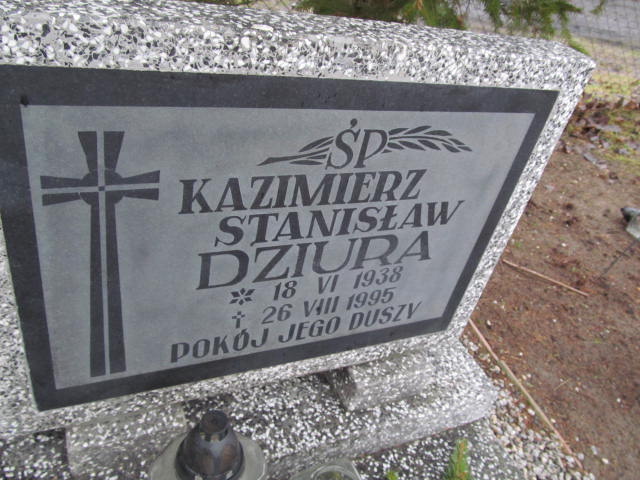 ŚP
KAZIMIERZ
STANISŁAW
DZIURA
* 18 VI 1938
† 26 VIII 1995
POKÓJ JEGO DUSZY